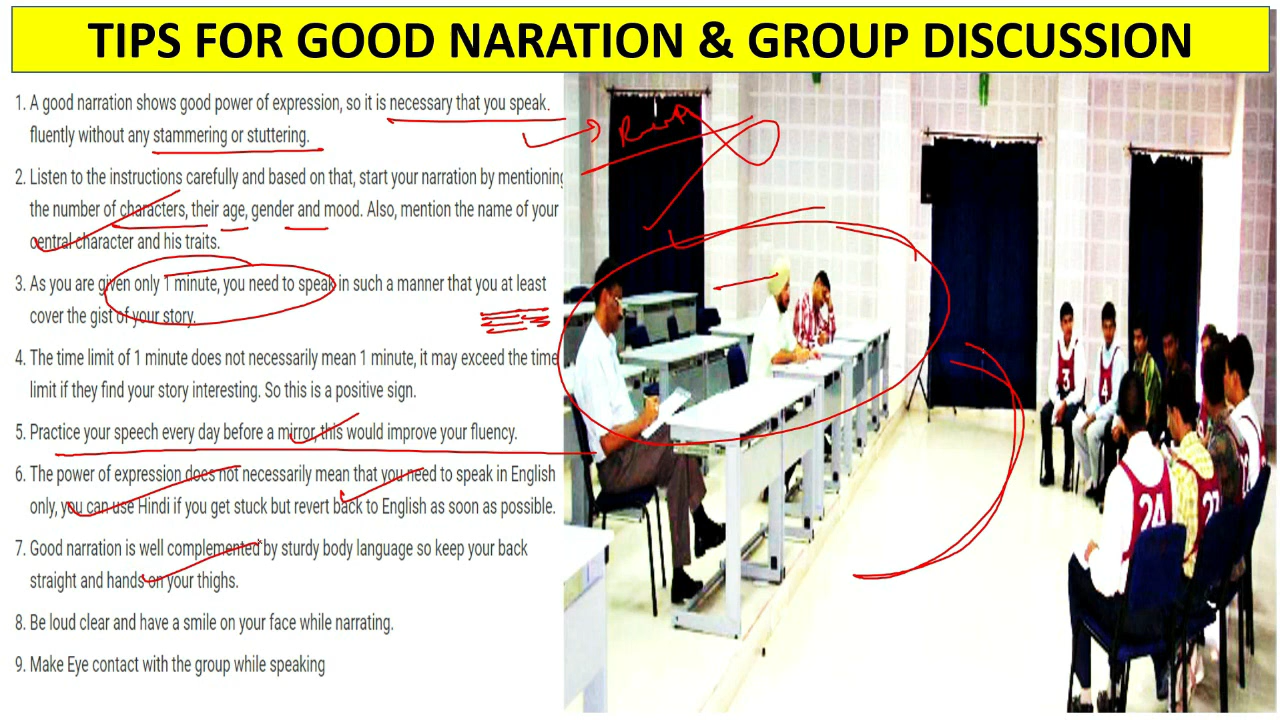 TIPS FOR GOOD NARATION & GROUP DISCUSSION
1. A good narration shows good power of expression, so it is necessary that you speak.
fluently without any stammering or stuttering.
2. Listen to the instructions carefully and based on that, start your narration by mentioning
the number of characters, their age, gender and mood. Also, mention the name of your
central character and his traits.
3. As you are given only 1 minute, you need to speak in such a manner that you at least
cover the gist of your story.
4. The time limit of 1 minute does not necessarily mean 1 minute, it may exceed the time
limit if they find your story interesting. So this is a positive sign.
5. Practice your speech every day before a mirror, this would improve your fluency.
6. The power of expression does not necessarily mean that you need to speak in English
only, you can use Hindi if you get stuck but revert back to English as soon as possible.
7. Good narration is well complemented by sturdy body language so keep your back
straight and hands on your thighs.
8. Be loud clear and have a smile on your face while narrating.
9. Make Eye contact with the group while speaking
3
4
24
27